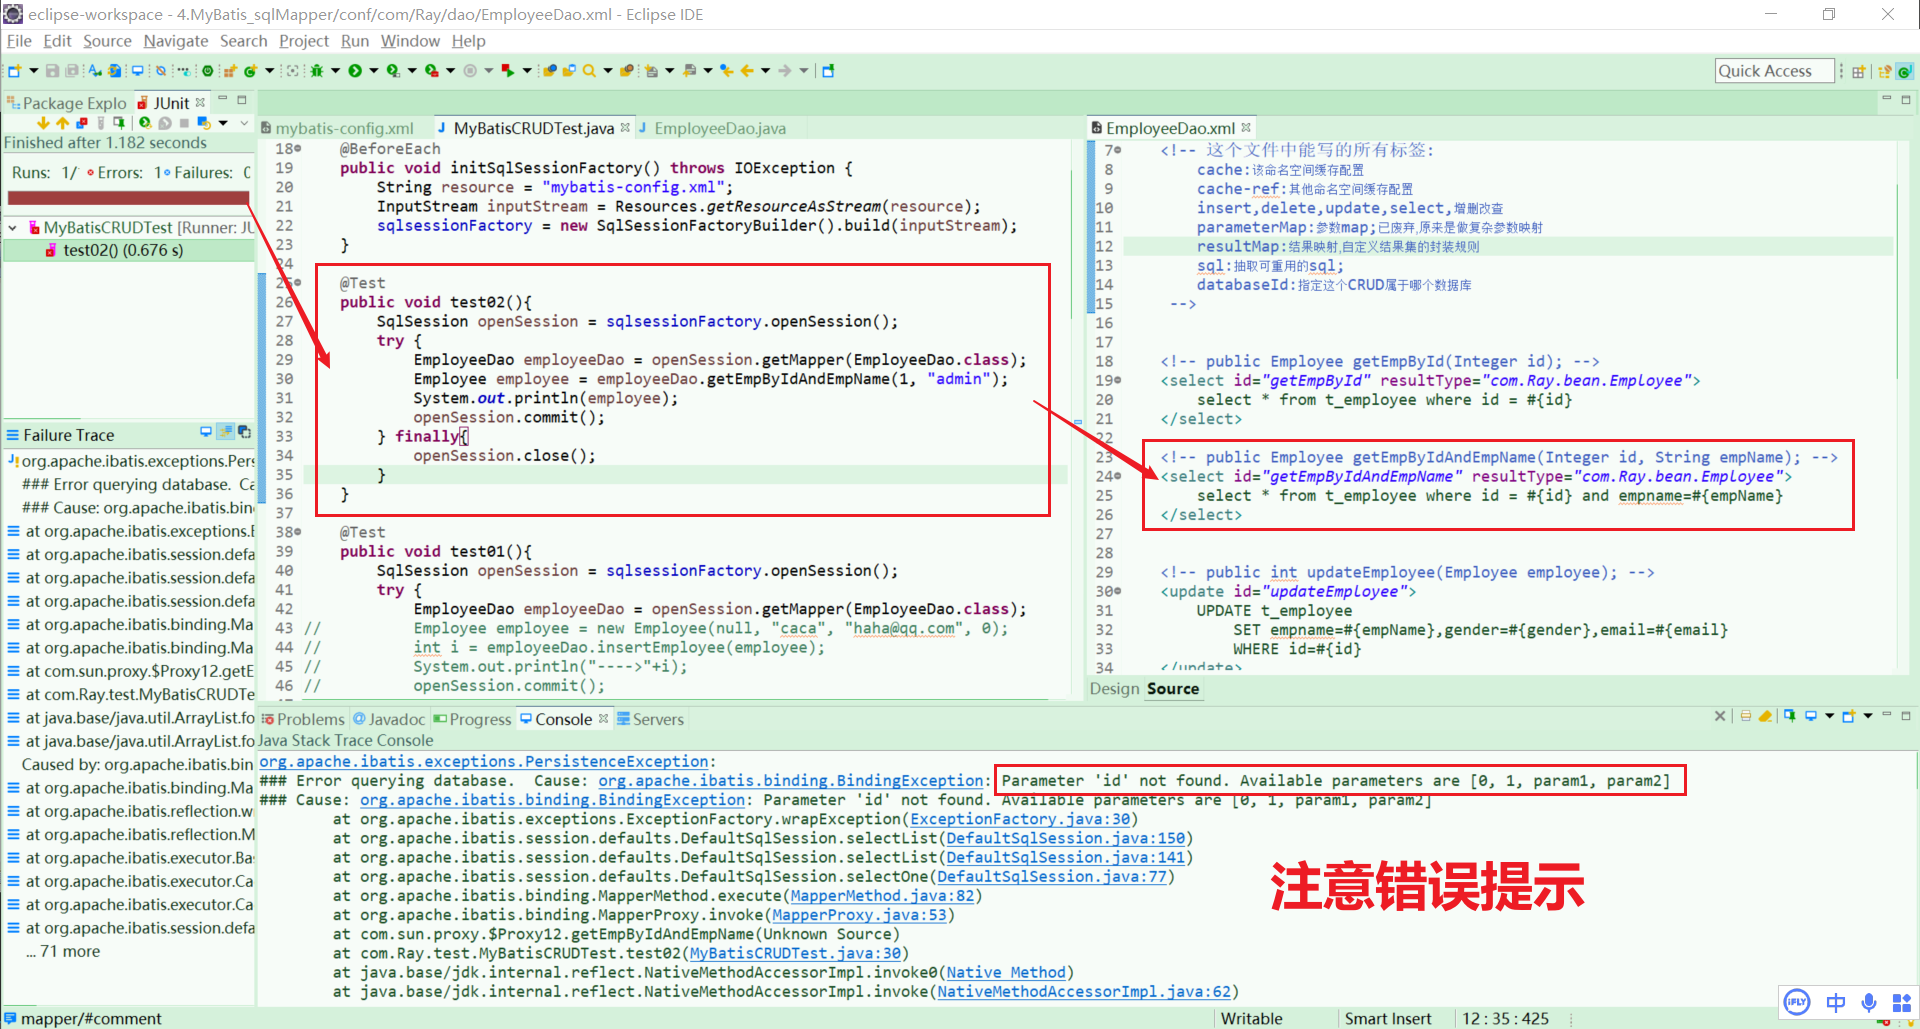 eclipse-workspace - 4.MyBatis_sqlMapper/conf/com/Ray/dao/EmployeeDao.xml - Eclipse IDE
File Edit Source Navigate Search Project Run Window Help
Quick Access
Package Explo
JUnit
Finished after 1.182 seconds
Runs: 1/ Errors: 1 Failures: 0
MyBatisCRUDTest [Runner: JU
test02() (0.676 s)
Failure Trace
org.apache.ibatis.exceptions.Pers
### Error querying database.  Ca
### Cause: org.apache.ibatis.bin
at org.apache.ibatis.exceptions.E
at org.apache.ibatis.session.defa
at org.apache.ibatis.session.defa
at org.apache.ibatis.session.defa
at org.apache.ibatis.binding.Ma
at org.apache.ibatis.binding.Ma
at com.sun.proxy.$Proxy12.getE
at com.Ray.test.MyBatisCRUDTe
at java.base/java.util.ArrayList.fo
at java.base/java.util.ArrayList.fo
Caused by: org.apache.ibatis.bin
at org.apache.ibatis.binding.Ma
at org.apache.ibatis.reflection.w
at org.apache.ibatis.reflection.M
at org.apache.ibatis.executor.Ba
at org.apache.ibatis.executor.Ca
at org.apache.ibatis.executor.Ca
at org.apache.ibatis.session.defa
... 71 more
mybatis-config.xml
MyBatisCRUDTest.java
EmployeeDao.java
18 @BeforeEach
19 public void initSqlSessionFactory() throws IOException {
20 String resource = "mybatis-config.xml";
21 InputStream inputStream = Resources.getResourceAsStream(resource);
22 sqlsessionFactory = new SqlSessionFactoryBuilder().build(inputStream);
23 }
24
25 @Test
26 public void test02(){
27 SqlSession openSession = sqlsessionFactory.openSession();
28 try {
29 EmployeeDao employeeDao = openSession.getMapper(EmployeeDao.class);
30 Employee employee = employeeDao.getEmpByIdAndEmpName(1, "admin");
31 System.out.println(employee);
32 openSession.commit();
33 } finally{
34 openSession.close();
35 }
36 }
37
38 @Test
39 public void test01(){
40 SqlSession openSession = sqlsessionFactory.openSession();
41 try {
42 EmployeeDao employeeDao = openSession.getMapper(EmployeeDao.class);
43 // Employee employee = new Employee(null, "caca", "haha@qq.com", 0);
44 // int i = employeeDao.insertEmployee(employee);
45 // System.out.println("---->"+i);
46 // openSession.commit();
EmployeeDao.xml
7 <!-- 这个文件中能写的所有标签:
8 cache:该命名空间缓存配置
9 cache-ref:其他命名空间缓存配置
10 insert,delete,update,select,增删改查
11 parameterMap:参数map;已废弃,原来是做复杂参数映射
12 resultMap:结果映射,自定义结果集的封装规则
13 sql:抽取可重用的sql;
14 databaseId:指定这个CRUD属于哪个数据库
15 -->
16
17
18 <!-- public Employee getEmpById(Integer id); -->
19 <select id="getEmpById" resultType="com.Ray.bean.Employee">
20 select * from t_employee where id = #{id}
21 </select>
22
23 <!-- public Employee getEmpByIdAndEmpName(Integer id, String empName); -->
24 <select id="getEmpByIdAndEmpName" resultType="com.Ray.bean.Employee">
25 select * from t_employee where id = #{id} and empname=#{empName}
26 </select>
27
28
29 <!-- public int updateEmployee(Employee employee); -->
30 <update id="updateEmployee">
31 UPDATE t_employee
32 SET empname=#{empName},gender=#{gender},email=#{email}
33 WHERE id=#{id}
34 </update>
Design Source
Problems Javadoc Progress Console Servers
Java Stack Trace Console
org.apache.ibatis.exceptions.PersistenceException:
### Error querying database.  Cause: org.apache.ibatis.binding.BindingException: Parameter 'id' not found. Available parameters are [0, 1, param1, param2]
### Cause: org.apache.ibatis.binding.BindingException: Parameter 'id' not found. Available parameters are [0, 1, param1, param2]
at org.apache.ibatis.exceptions.ExceptionFactory.wrapException(ExceptionFactory.java:30)
at org.apache.ibatis.session.defaults.DefaultSqlSession.selectList(DefaultSqlSession.java:150)
at org.apache.ibatis.session.defaults.DefaultSqlSession.selectList(DefaultSqlSession.java:141)
at org.apache.ibatis.session.defaults.DefaultSqlSession.selectOne(DefaultSqlSession.java:77)
at org.apache.ibatis.binding.MapperMethod.execute(MapperMethod.java:82)
at org.apache.ibatis.binding.MapperProxy.invoke(MapperProxy.java:53)
at com.sun.proxy.$Proxy12.getEmpByIdAndEmpName(Unknown Source)
at com.Ray.test.MyBatisCRUDTest.test02(MyBatisCRUDTest.java:30)
at java.base/jdk.internal.reflect.NativeMethodAccessorImpl.invoke0(Native Method)
at java.base/jdk.internal.reflect.NativeMethodAccessorImpl.invoke(NativeMethodAccessorImpl.java:62)
注意错误提示
iFLY 中
mapper/#comment
Writable
Smart Insert
12 : 35 : 425